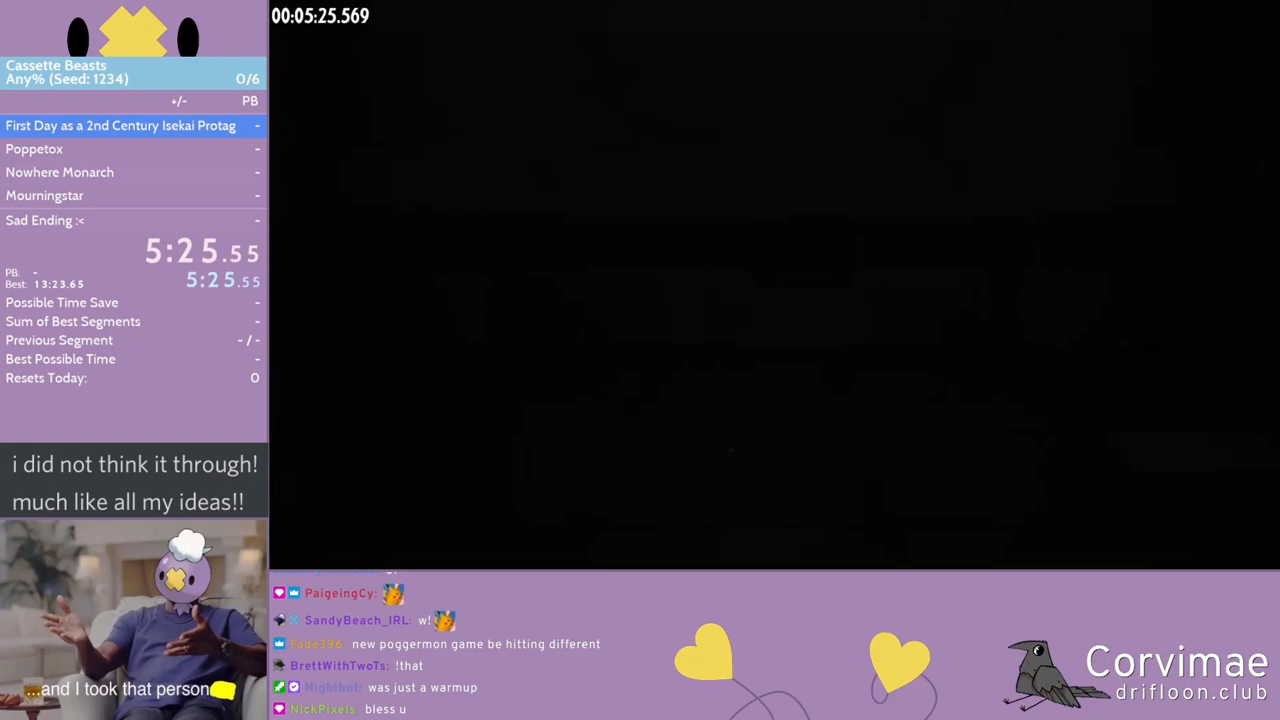 00:05:25.569
Cassette Beasts
Any% (Seed: 1234) 0/6
+/- PB
First Day as a 2nd Century Isekai Protag -
Poppetox -
Nowhere Monarch -
Mourningstar -
Sad Ending :< -
5:25.55
PB: -
5:25.55
Best: 13:23.65
Possible Time Save -
Sum of Best Segments -
Previous Segment - / -
Best Possible Time -
Resets Today: 0
i did not think it through!
much like all my ideas!!
...and I took that person
PaigeingCy:
SandyBeach_IRL: w!
Fade396: new poggermon game be hitting different
BrettWithTwoTs: !that
Nightbot: was just a warmup
NickPixels: bless u
Corvimae
drifloon.club